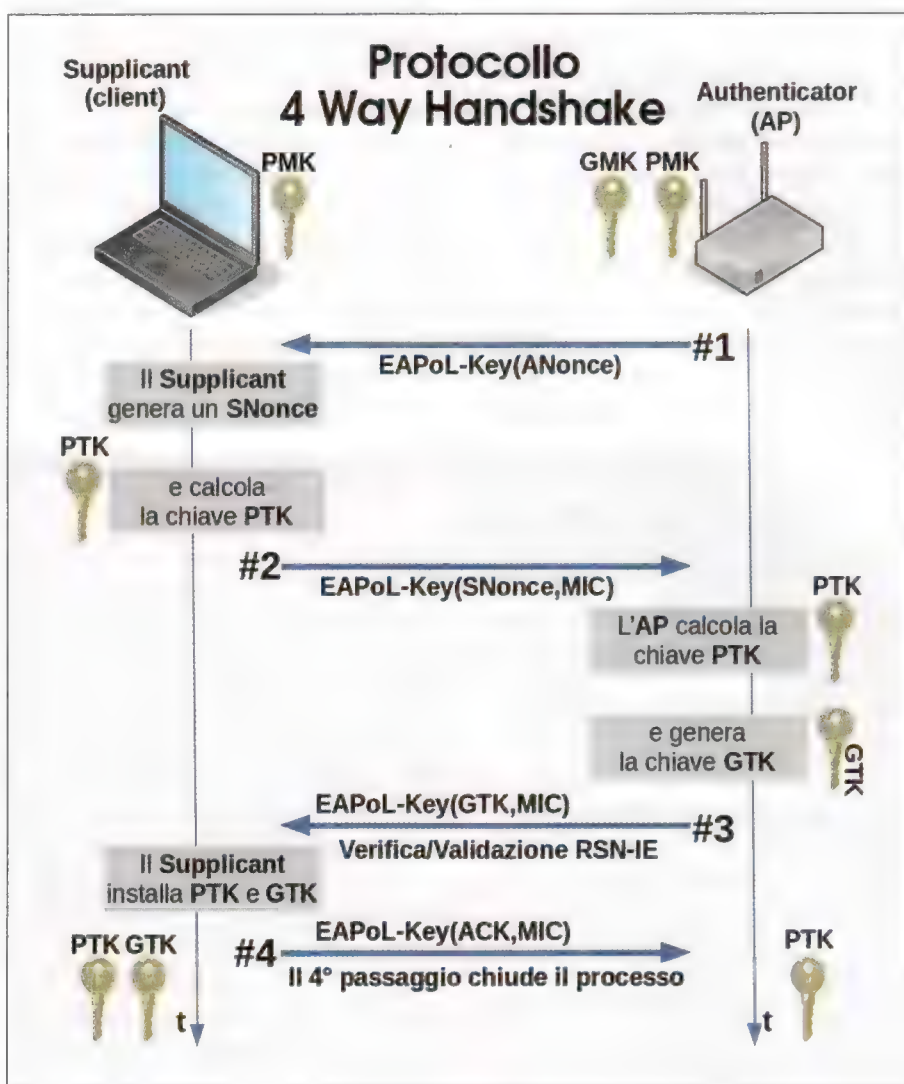 Protocollo
4 Way Handshake
Supplicant
(client)
Authenticator
(AP)
PMK
GMK PMK
#1
EAPoL-Key(ANonce)
Il Supplicant
genera un SNonce
PTK
e calcola
la chiave PTK
#2
EAPoL-Key(SNonce,MIC)
PTK
L'AP calcola la
chiave PTK
e genera
la chiave GTK
GTK
EAPoL-Key(GTK,MIC)
#3
Verifica/Validazione RSN-IE
Il Supplicant
installa PTK e GTK
PTK GTK
#4
EAPoL-Key(ACK,MIC)
Il 4° passaggio chiude il processo
PTK
t
t